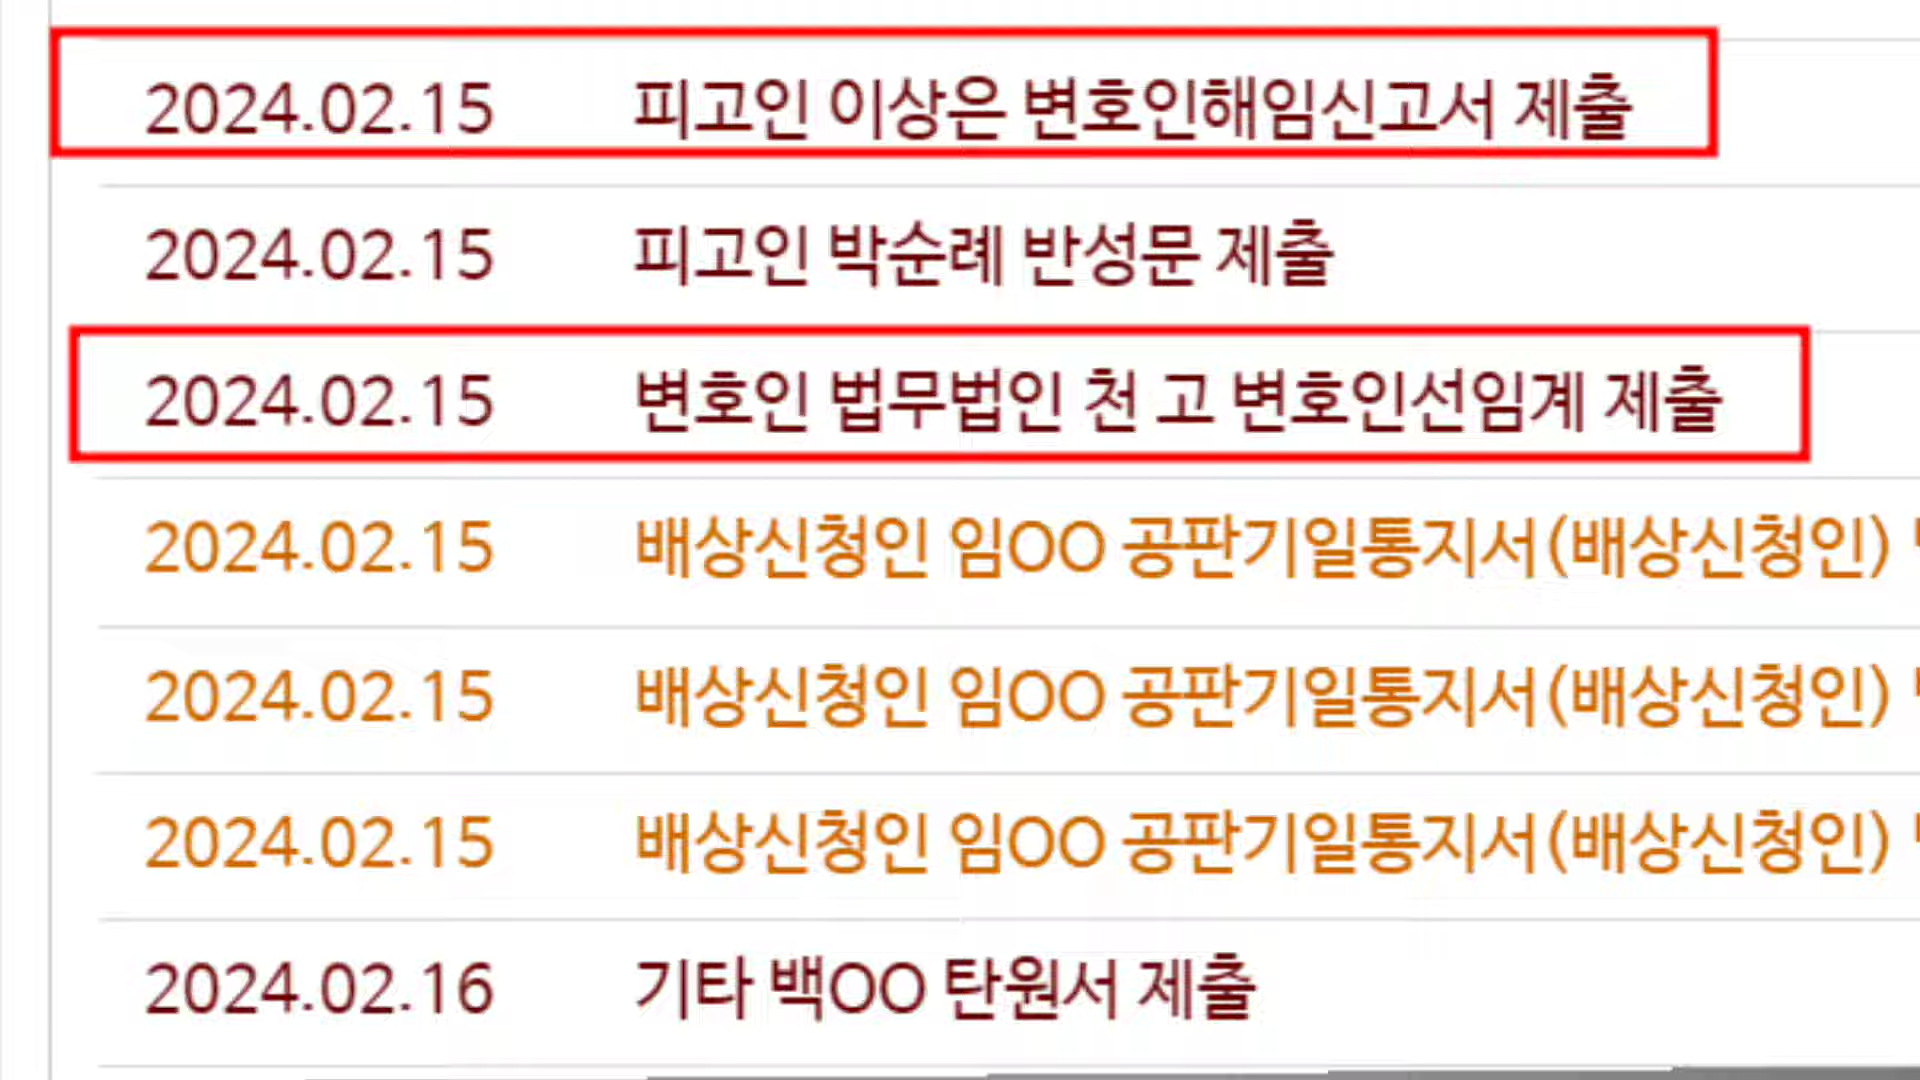 2024.02.15 피고인 이상은 변호인해임신고서 제출
2024.02.15 피고인 박순례 반성문 제출
2024.02.15 변호인 법무법인 천 고 변호인선임계 제출
2024.02.15 배상신청인 임OO 공판기일통지서(배상신청인)
2024.02.15 배상신청인 임OO 공판기일통지서(배상신청인)
2024.02.15 배상신청인 임OO 공판기일통지서(배상신청인)
2024.02.16 기타 백OO 탄원서 제출